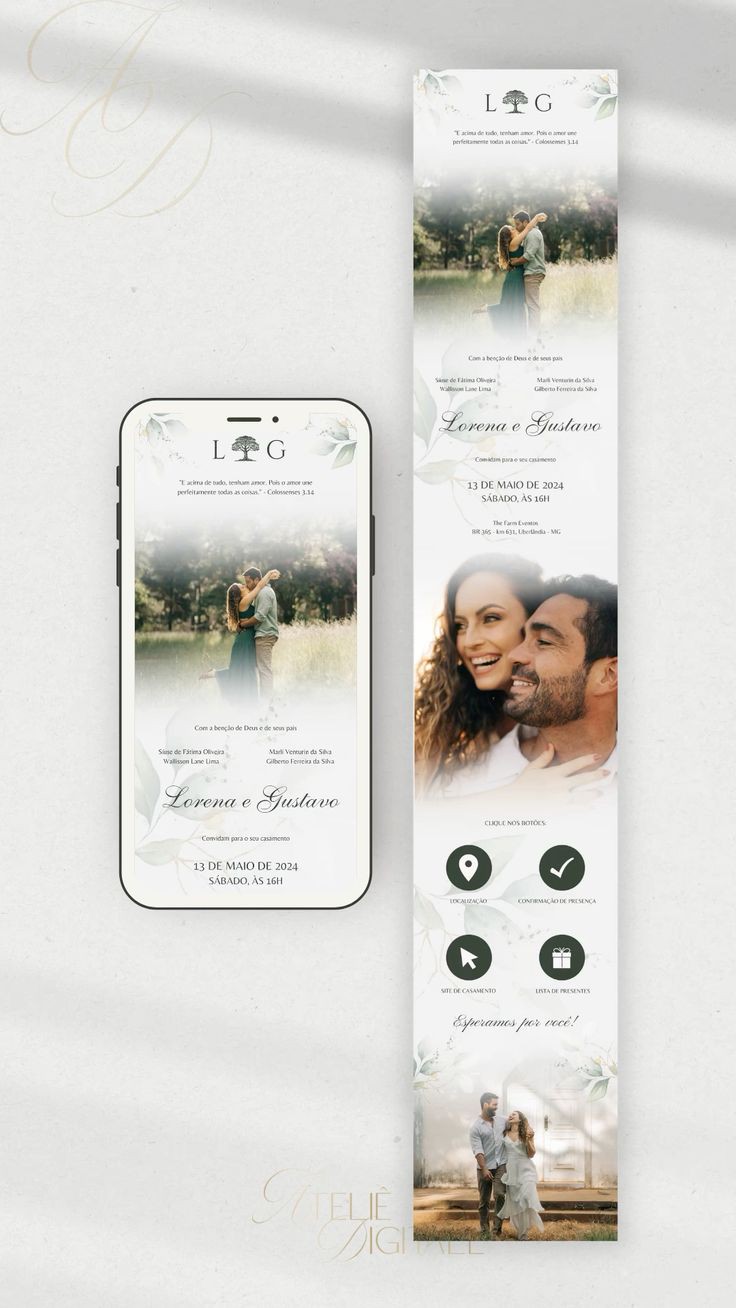 AD
L G
"E acima de tudo, tenham amor. Pois o amor une
perfeitamente todas as coisas." - Colossenses 3.14
Com a benção de Deus e de seus pais
Siuse de Fátima Oliveira
Wallisson Lane Lima
Marli Venturin da Silva
Gilberto Ferreira da Silva
Lorena e Gustavo
Convidam para o seu casamento
13 DE MAIO DE 2024
SÁBADO, ÀS 16H
L G
"E acima de tudo, tenham amor. Pois o amor une
perfeitamente todas as coisas." - Colossenses 3.14
Com a benção de Deus e de seus pais
Siuse de Fátima Oliveira
Wallisson Lane Lima
Marli Venturin da Silva
Gilberto Ferreira da Silva
Lorena e Gustavo
Convidam para o seu casamento
13 DE MAIO DE 2024
SÁBADO, ÀS 16H
The Farm Eventos
BR 365 - km 631, Uberlândia - MG
CLIQUE NOS BOTÕES:
LOCALIZAÇÃO
CONFIRMAÇÃO DE PRESENÇA
SITE DE CASAMENTO
LISTA DE PRESENTES
Esperamos por você!
ATELIÊ